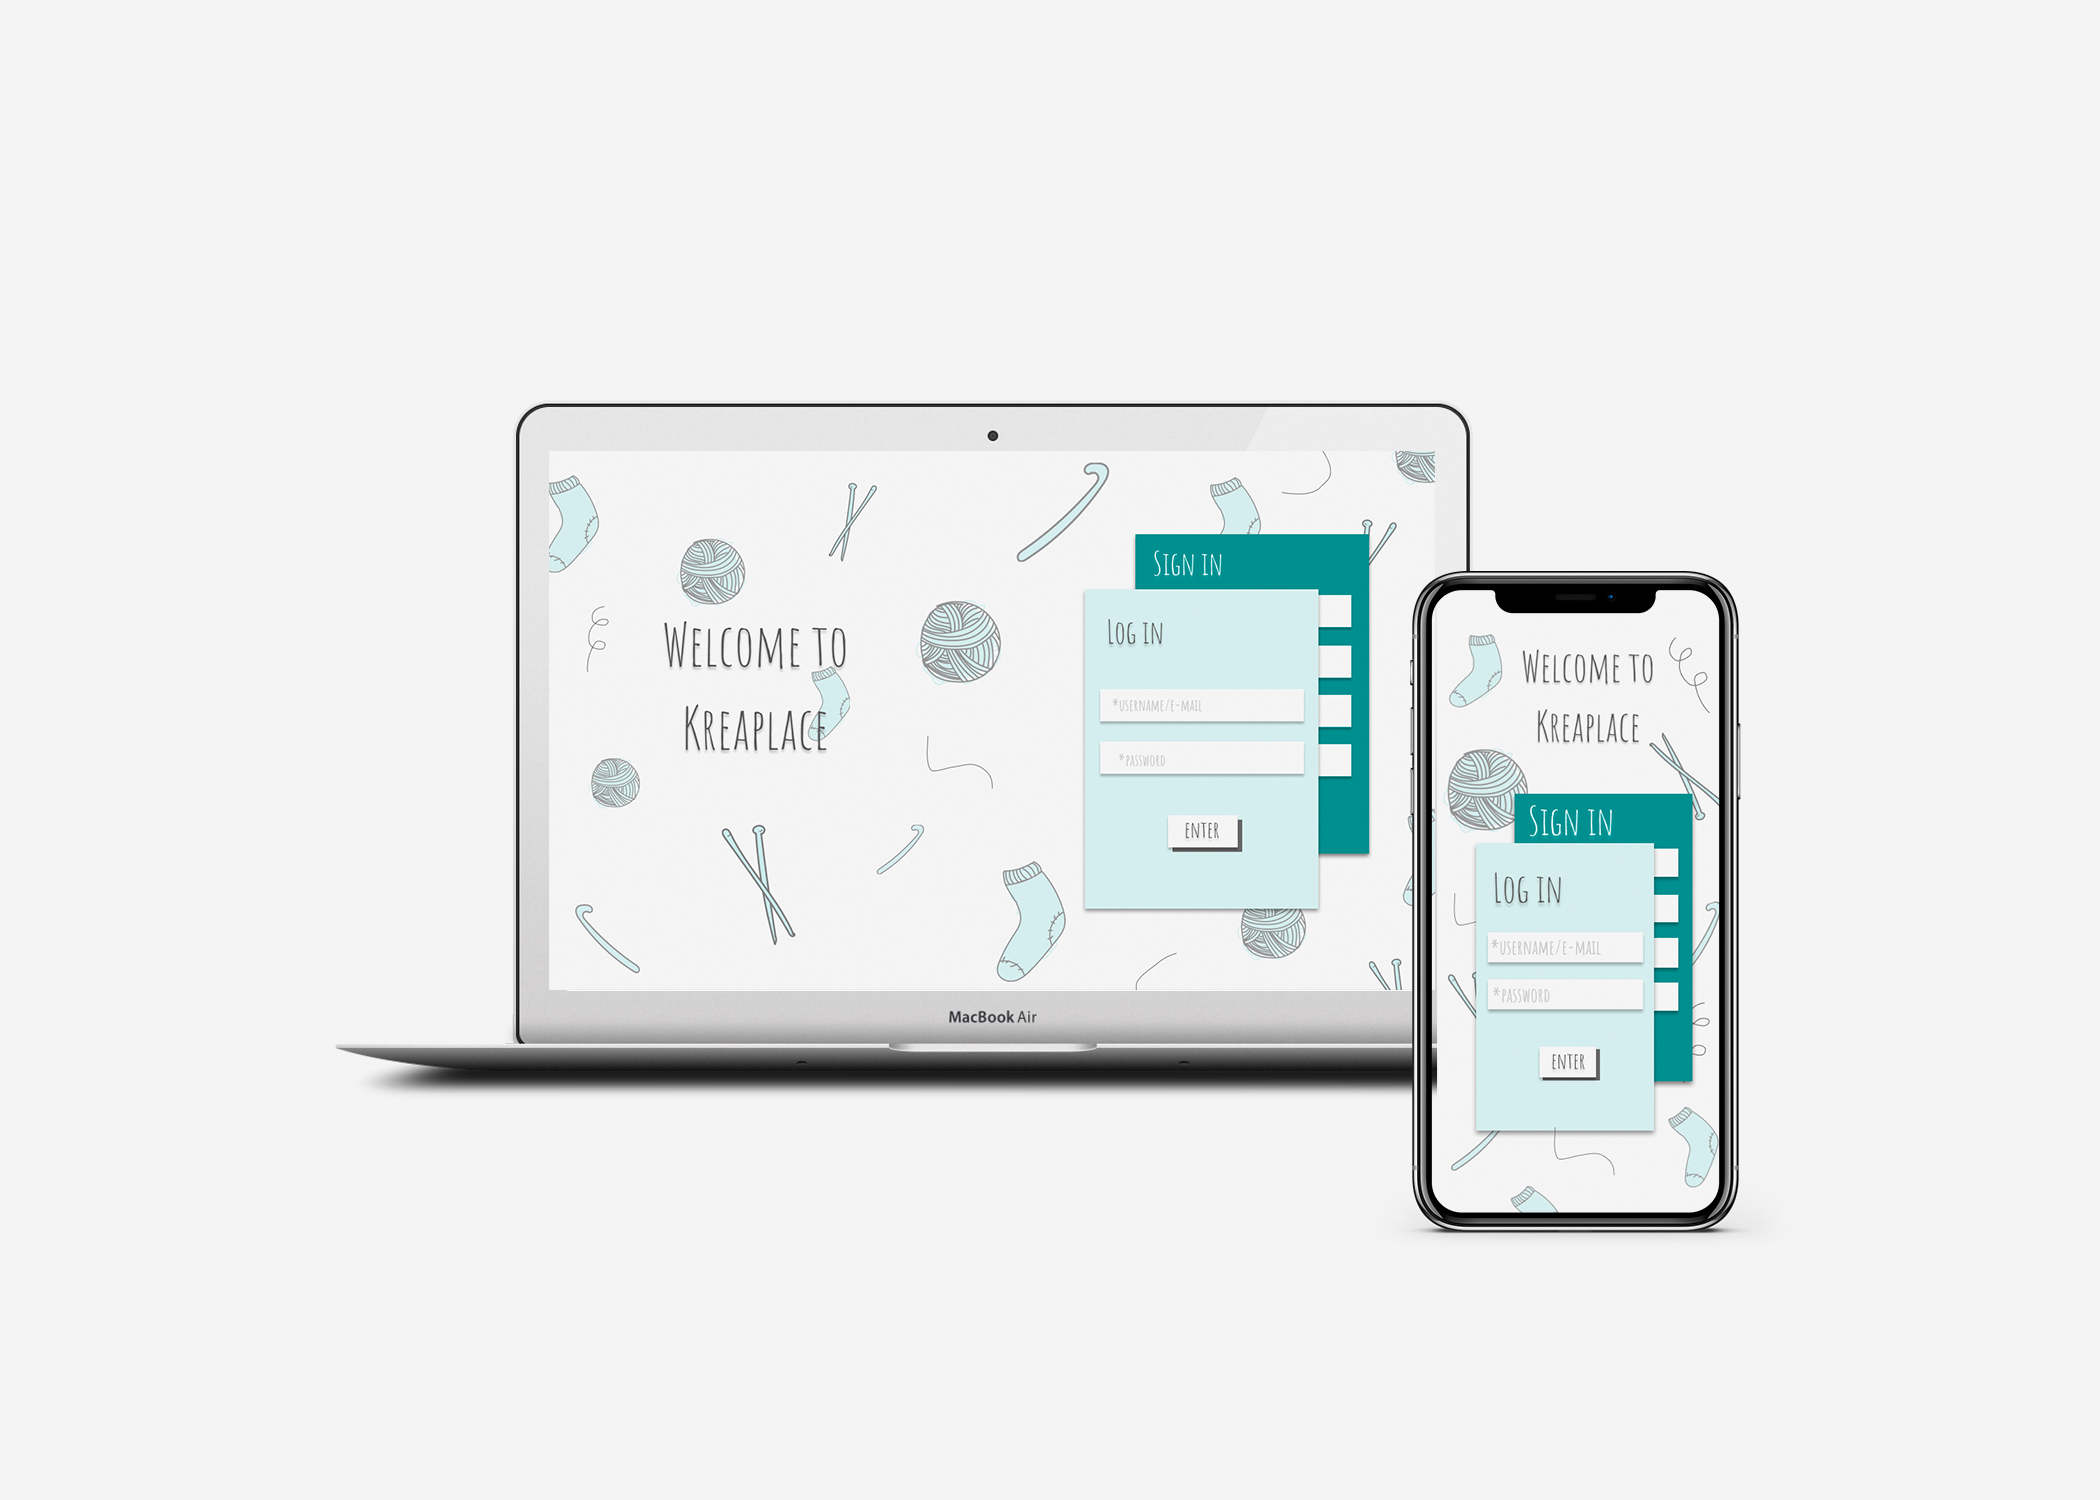 Welcome to
Kreaplace
Sign in
Log in
*username/e-mail
*password
enter
MacBook Air
Welcome to
Kreaplace
Sign in
Log in
*username/e-mail
*password
enter